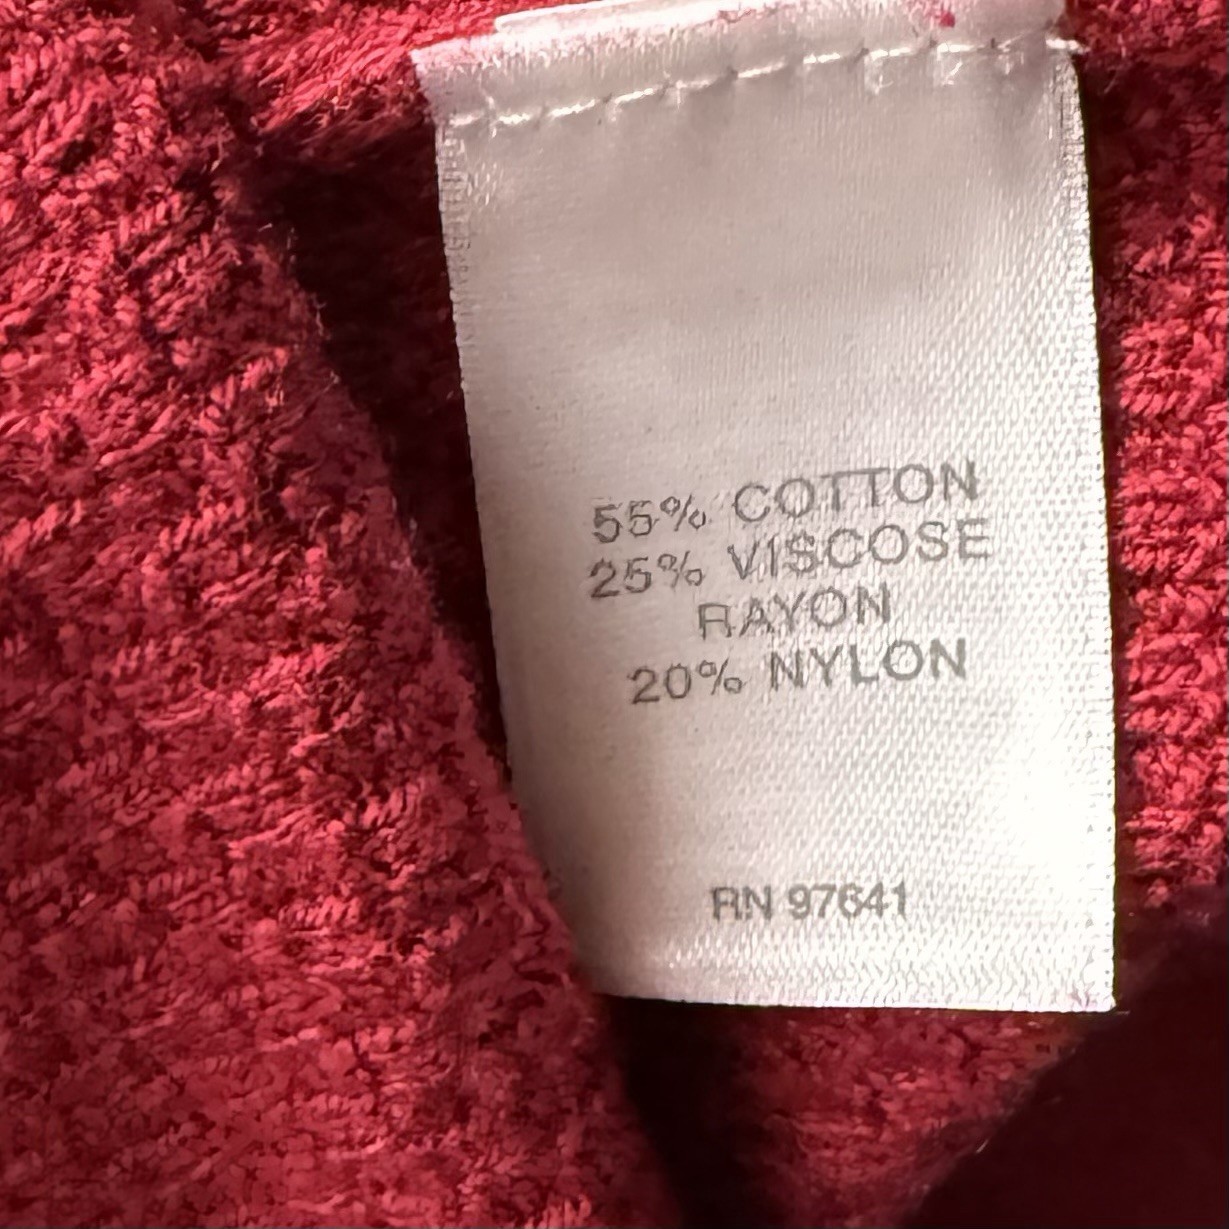 55% COTTON
25% VISCOSE
RAYON
20% NYLON
RN 97641